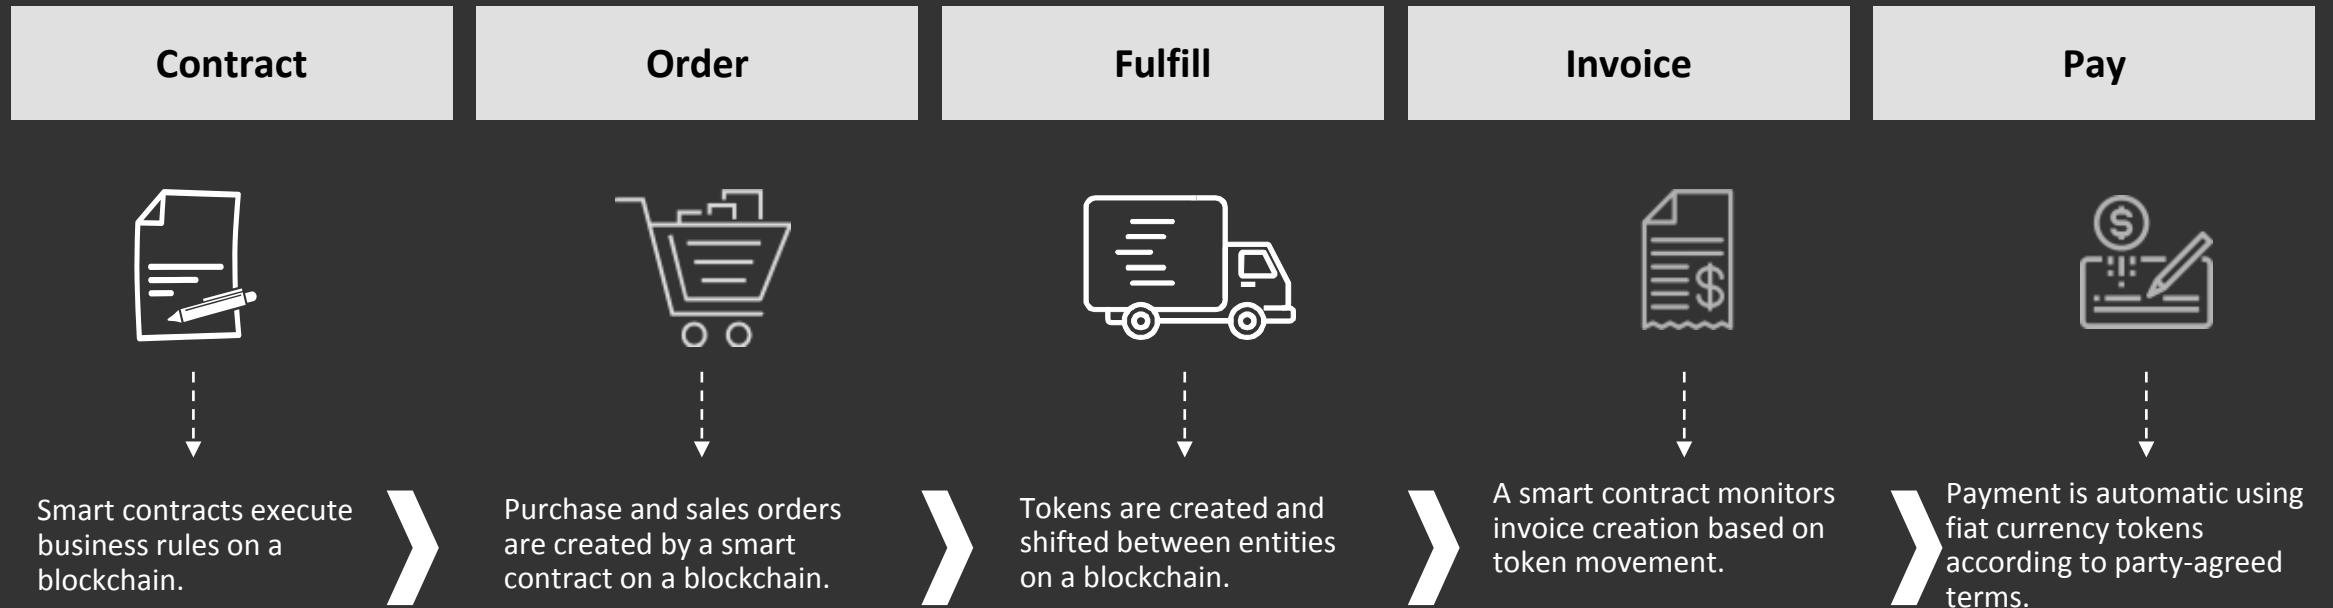 Contract
Order
Fulfill
Invoice
Pay
$
$
Smart contracts execute
business rules on a
blockchain.
Purchase and sales orders
are created by a smart
contract on a blockchain.
Tokens are created and
shifted between entities
on a blockchain.
A smart contract monitors
invoice creation based on
token movement.
Payment is automatic using
fiat currency tokens
according to party-agreed
terms.